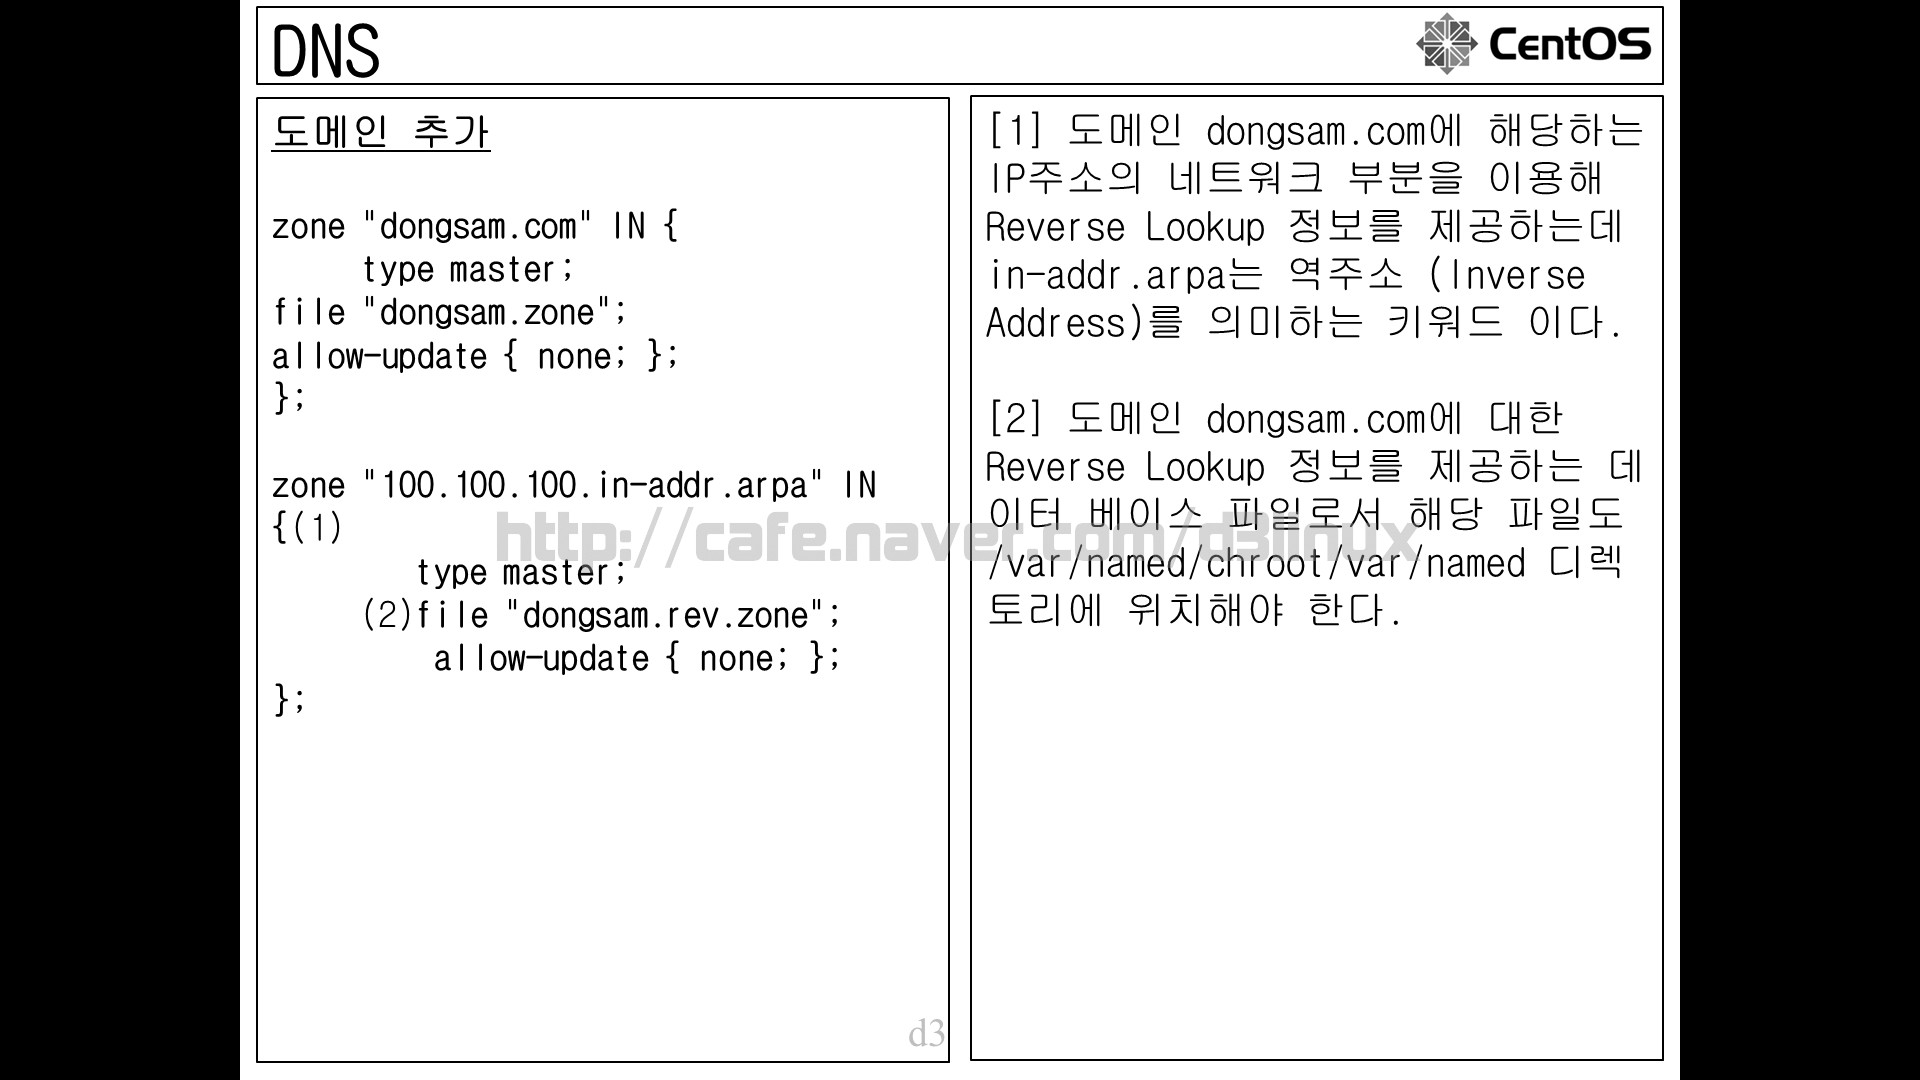 DNS
CentOS
도메인 추가
zone "dongsam.com" IN {
type master;
file "dongsam.zone";
allow-update { none; };
};
zone "100.100.100.in-addr.arpa" IN
{(1)
type master;
(2)file "dongsam.rev.zone";
allow-update { none; };
};
[1] 도메인 dongsam.com에 해당하는
IP주소의 네트워크 부분을 이용해
Reverse Lookup 정보를 제공하는데
in-addr.arpa는 역주소 (Inverse
Address)를 의미하는 키워드 이다.
[2] 도메인 dongsam.com에 대한
Reverse Lookup 정보를 제공하는 데
이터 베이스 파일로서 해당 파일도
/var/named/chroot/var/named 디렉
토리에 위치해야 한다.
http://cafe.naver.com/d3linux
d3